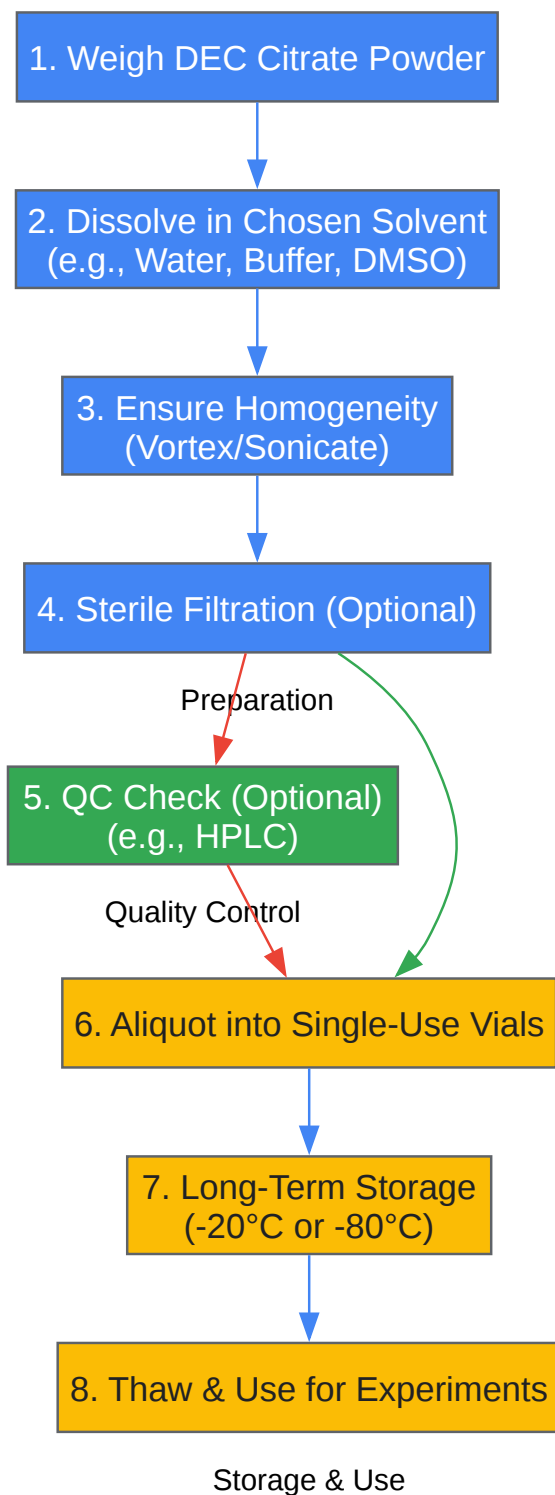 1. Weigh DEC Citrate Powder
2. Dissolve in Chosen Solvent
(e.g., Water, Buffer, DMSO)
3. Ensure Homogeneity
(Vortex/Sonicate)
4. Sterile Filtration (Optional)
Preparation
5. QC Check (Optional)
(e.g., HPLC)
Quality Control
6. Aliquot into Single-Use Vials
7. Long-Term Storage
(-20°C or -80°C)
8. Thaw & Use for Experiments
Storage & Use